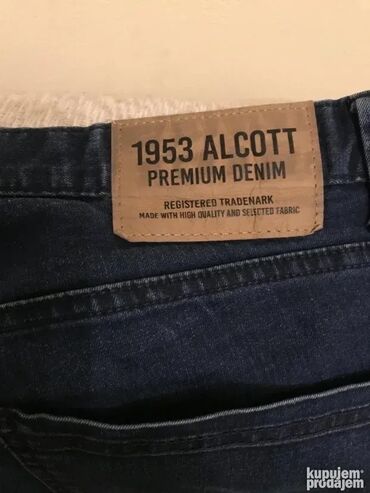 1953 ALCOTT
PREMIUM DENIM
REGISTERED TRADENARK
MADE WITH HIGH QUALITY AND SELECTED FABRIC
kupujem
prodajem